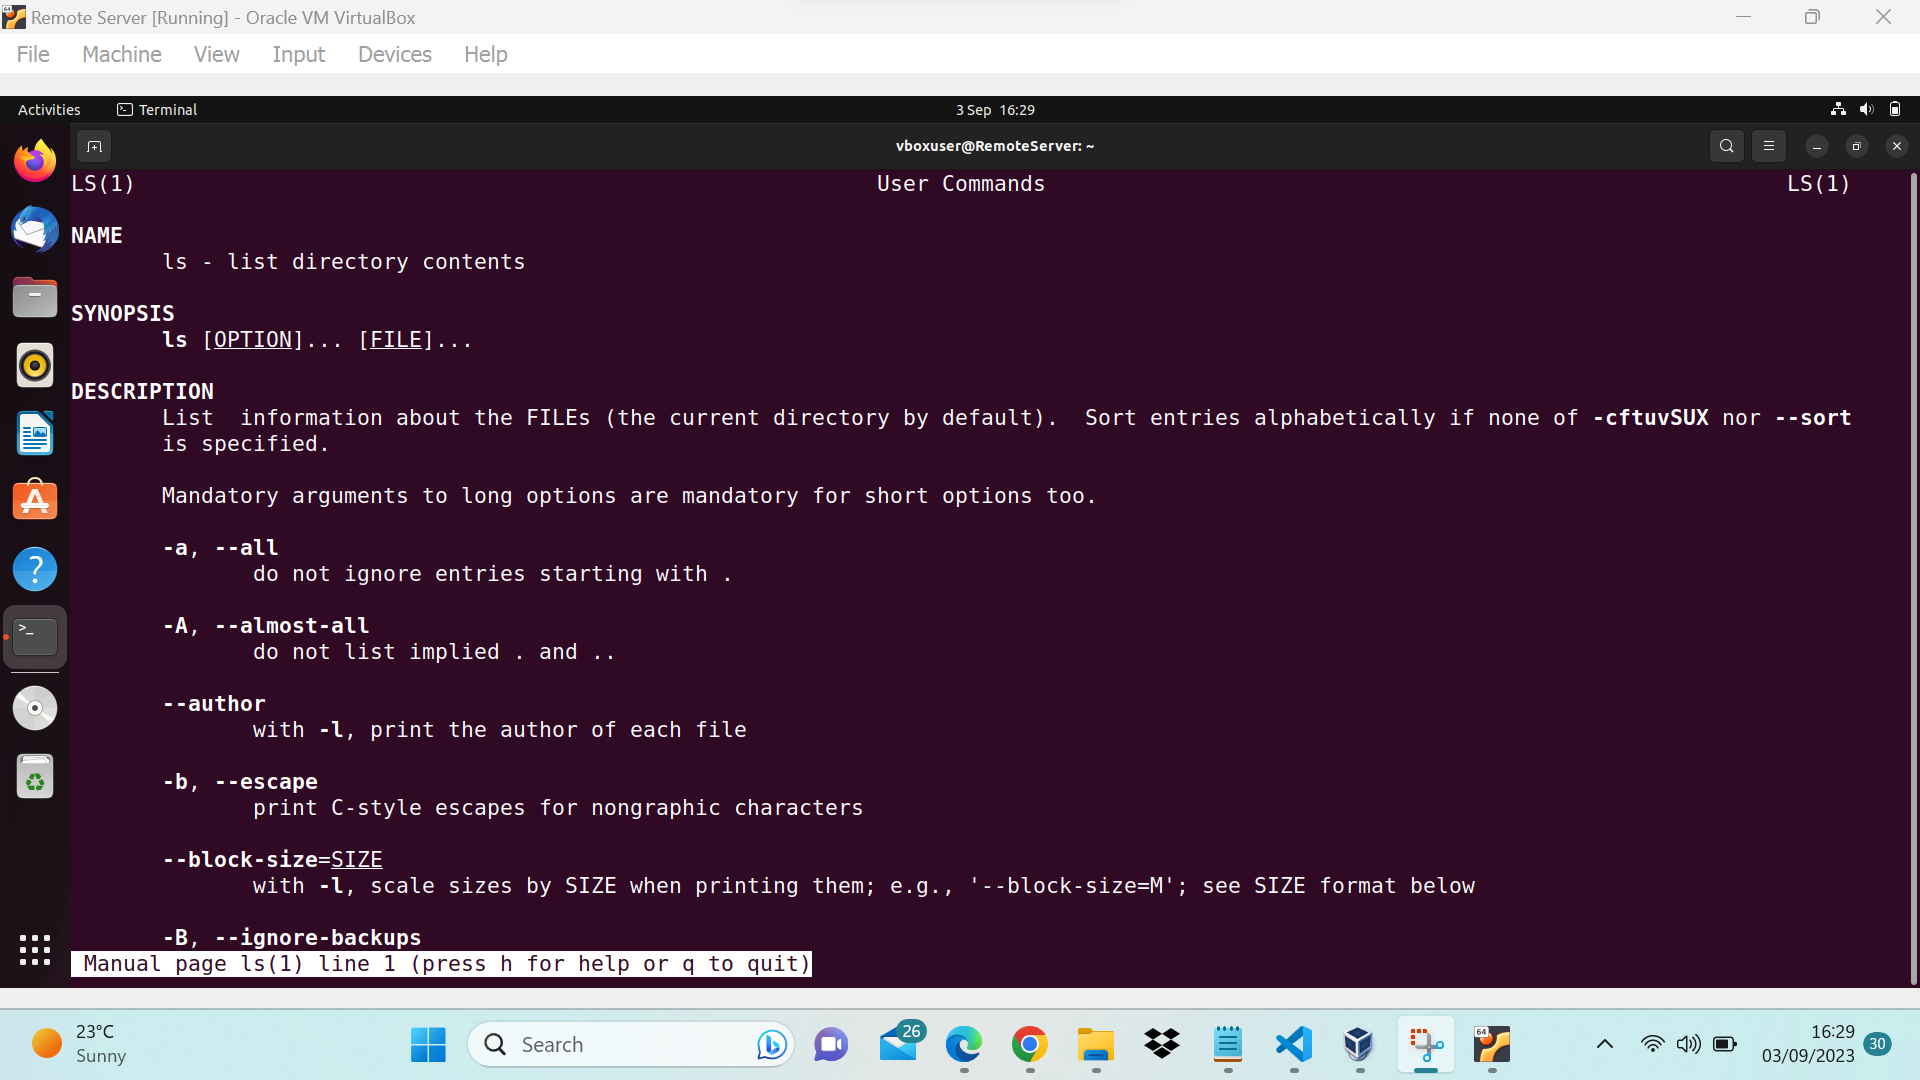 Remote Server [Running] - Oracle VM VirtualBox
File Machine View Input Devices Help
Activities Terminal 3 Sep 16:29
vboxuser@RemoteServer: ~
LS(1) User Commands LS(1)
NAME
ls - list directory contents
SYNOPSIS
ls [OPTION]... [FILE]...
DESCRIPTION
List  information about the FILEs (the current directory by default).  Sort entries alphabetically if none of -cftuvSUX nor --sort
is specified.
Mandatory arguments to long options are mandatory for short options too.
-a, --all
do not ignore entries starting with .
-A, --almost-all
do not list implied . and ..
--author
with -l, print the author of each file
-b, --escape
print C-style escapes for nongraphic characters
--block-size=SIZE
with -l, scale sizes by SIZE when printing them; e.g., '--block-size=M'; see SIZE format below
-B, --ignore-backups
Manual page ls(1) line 1 (press h for help or q to quit)
23°C
Sunny
Search
26
64
16:29
03/09/2023
30